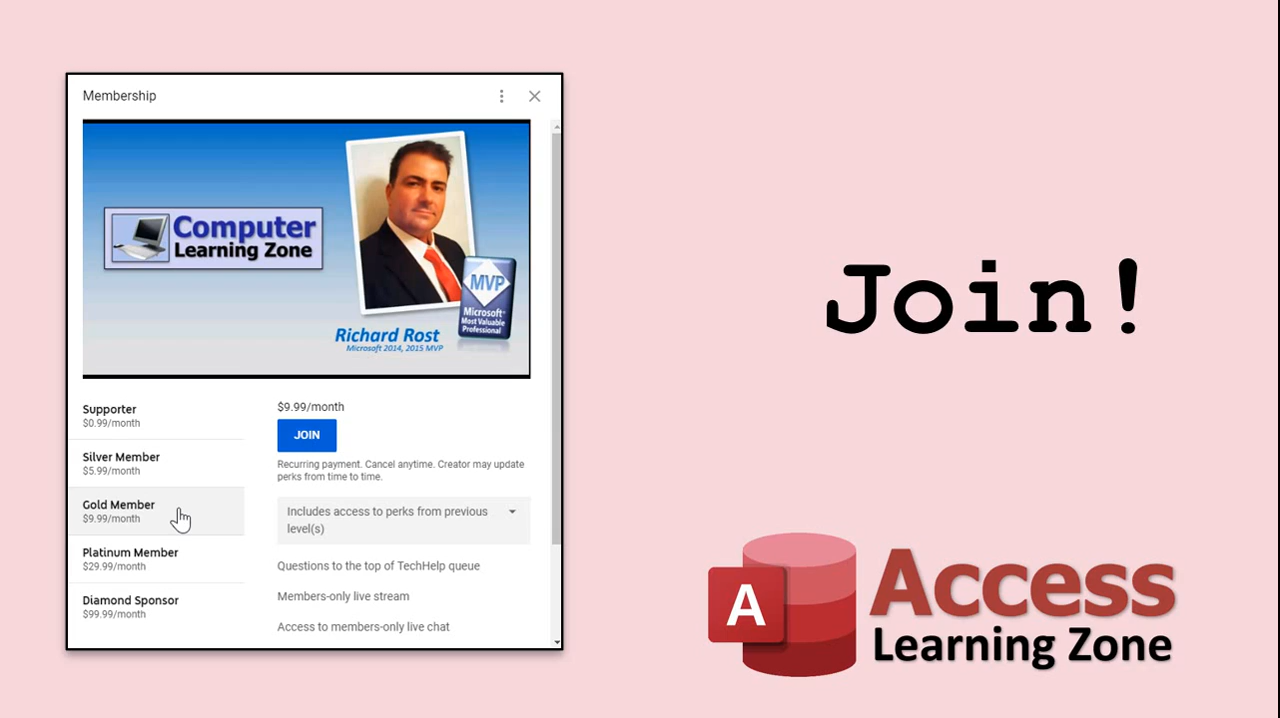 Membership
Computer
Learning Zone
MVP
Microsoft®
Most Valuable
Professional
Richard Rost
Microsoft 2014, 2015 MVP
Supporter
$0.99/month
Silver Member
$5.99/month
Gold Member
$9.99/month
Platinum Member
$29.99/month
Diamond Sponsor
$99.99/month
$9.99/month
JOIN
Recurring payment. Cancel anytime. Creator may update
perks from time to time.
Includes access to perks from previous
level(s)
Questions to the top of TechHelp queue
Members-only live stream
Access to members-only live chat
Join!
A
Access
Learning Zone